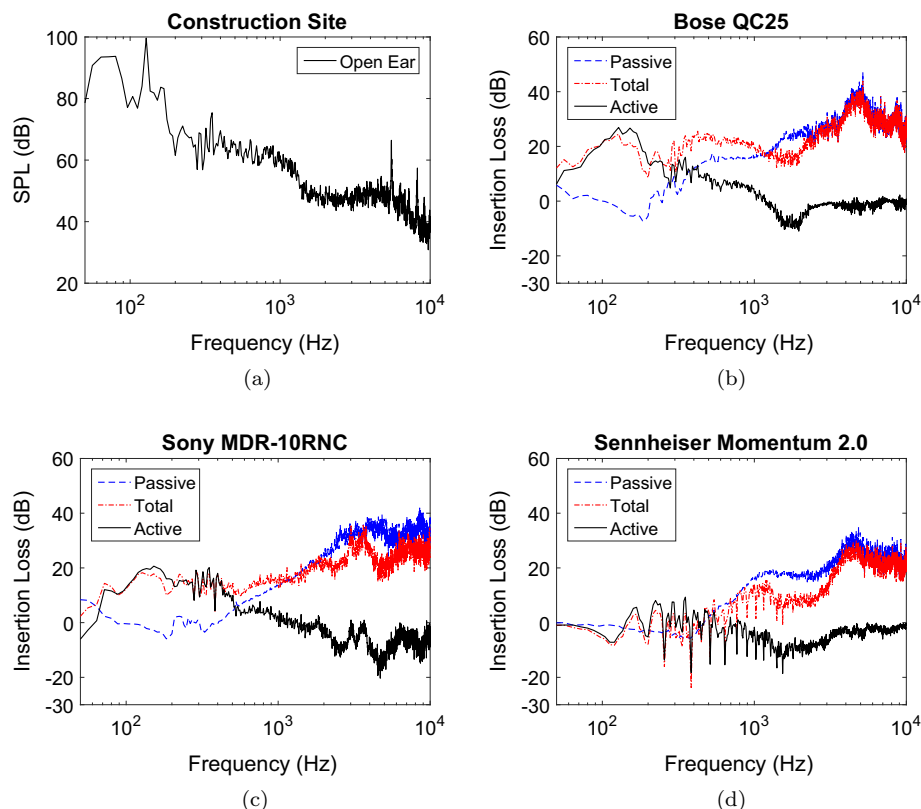 Construction Site
100
80
60
40
20
SPL (dB)
Open Ear
10^2
10^3
10^4
Frequency (Hz)
(a)
Bose QC25
60
40
20
0
-20
-30
Insertion Loss (dB)
Passive
Total
Active
10^2
10^3
10^4
Frequency (Hz)
(b)
Sony MDR-10RNC
60
40
20
0
-20
-30
Insertion Loss (dB)
Passive
Total
Active
10^2
10^3
10^4
Frequency (Hz)
(c)
Sennheiser Momentum 2.0
60
40
20
0
-20
-30
Insertion Loss (dB)
Passive
Total
Active
10^2
10^3
10^4
Frequency (Hz)
(d)